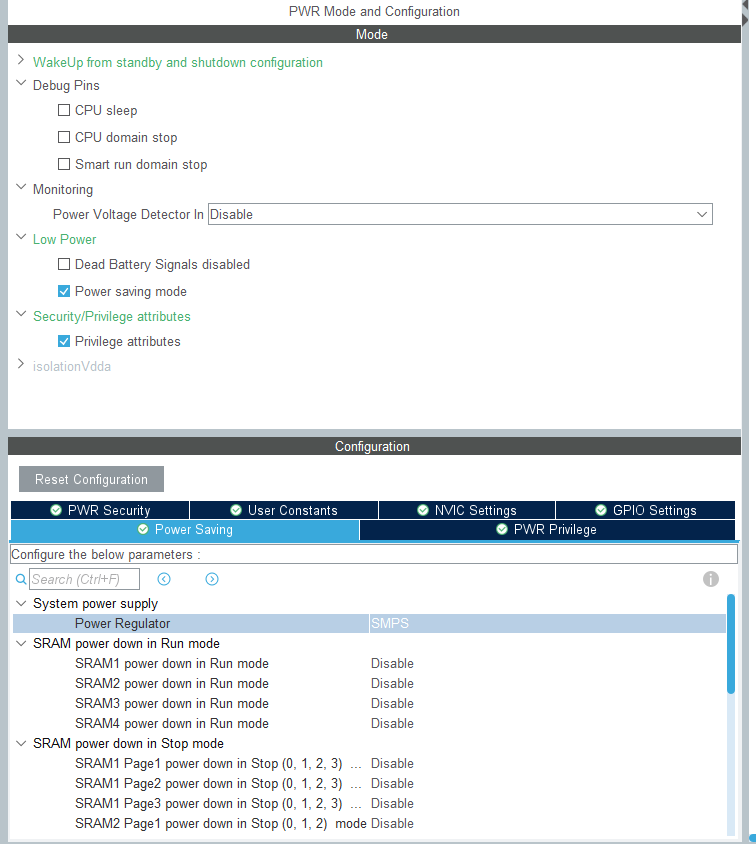 PWR Mode and Configuration
Mode
WakeUp from standby and shutdown configuration
Debug Pins
CPU sleep
CPU domain stop
Smart run domain stop
Monitoring
Power Voltage Detector In Disable
Low Power
Dead Battery Signals disabled
Power saving mode
Security/Privilege attributes
Privilege attributes
isolationVdda
Configuration
Reset Configuration
PWR Security User Constants NVIC Settings GPIO Settings
Power Saving PWR Privilege
Configure the below parameters :
Search (Ctrl+F)
System power supply
Power Regulator SMPS
SRAM power down in Run mode
SRAM1 power down in Run mode Disable
SRAM2 power down in Run mode Disable
SRAM3 power down in Run mode Disable
SRAM4 power down in Run mode Disable
SRAM power down in Stop mode
SRAM1 Page1 power down in Stop (0, 1, 2, 3) ... Disable
SRAM1 Page2 power down in Stop (0, 1, 2, 3) ... Disable
SRAM1 Page3 power down in Stop (0, 1, 2, 3) ... Disable
SRAM2 Page1 power down in Stop (0, 1, 2) mode Disable